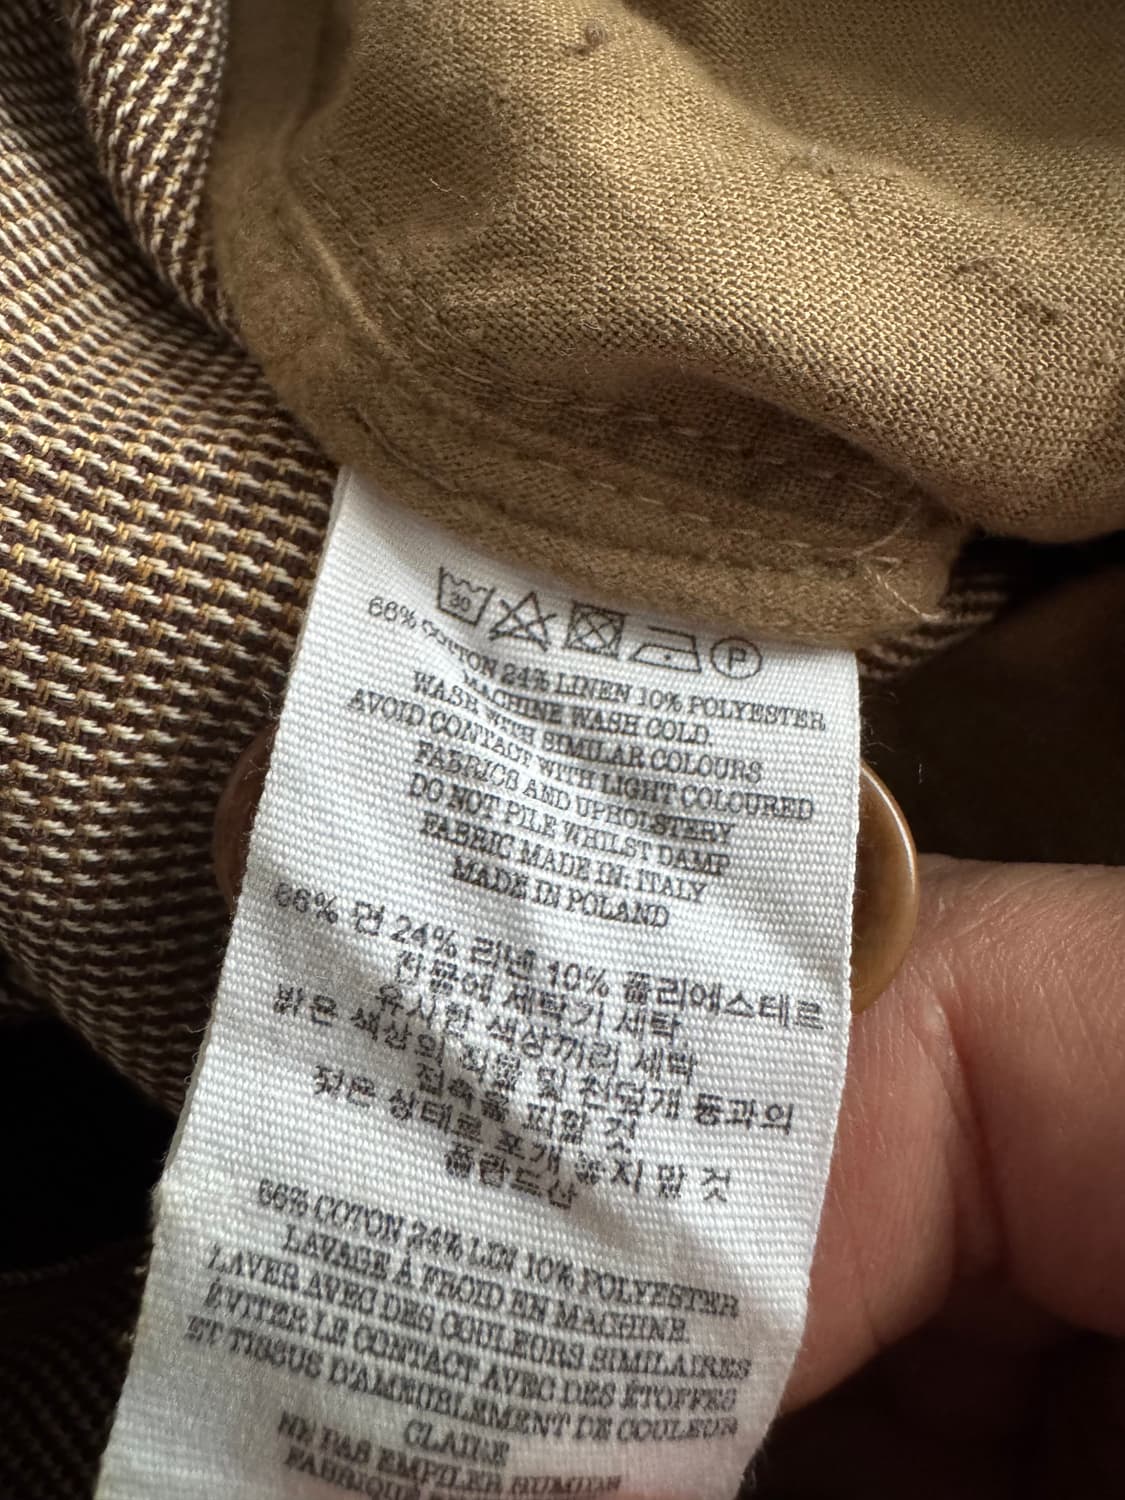 30 P
66% COTTON 24% LINEN 10% POLYESTER
MACHINE WASH COLD.
WASH WITH SIMILAR COLOURS
AVOID CONTACT WITH LIGHT COLOURED
FABRICS AND UPHOLSTERY
DO NOT PILE WHILST DAMP
FABRIC MADE IN: ITALY
MADE IN POLAND
66% 면 24% 리넨 10% 폴리에스테르
찬물에 세탁기 세탁.
유사한 색상끼리 세탁
밝은 색상의 직물 및 천덮개 등과의
접촉을 피할 것
젖은 상태로 포개 놓지 말 것
폴란드산
66% COTON 24% LIN 10% POLYESTER
LAVAGE À FROID EN MACHINE
LAVER AVEC DES COULEURS SIMILAIRES
ÉVITER LE CONTACT AVEC DES ÉTOFFES
ET TISSUS D'AMEUBLEMENT DE COULEUR
CLAIRE
NE PAS EMPILER HUMIDE
FABRIQUÉ